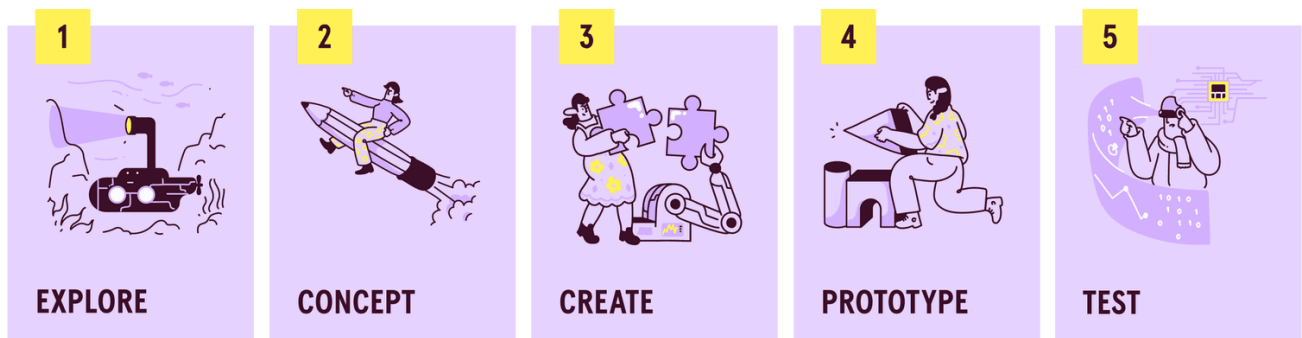 1
EXPLORE
2
CONCEPT
3
CREATE
4
PROTOTYPE
5
TEST